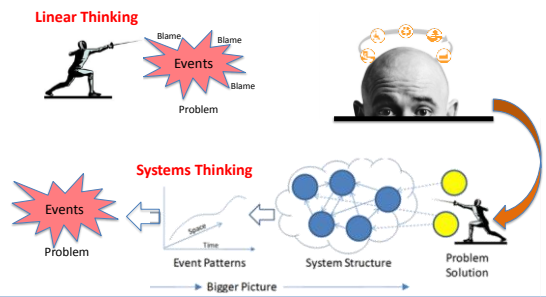 Linear Thinking
Blame
Blame
Events
Blame
Problem
Systems Thinking
Events
Problem
Space
Time
Event Patterns
System Structure
Problem
Solution
Bigger Picture